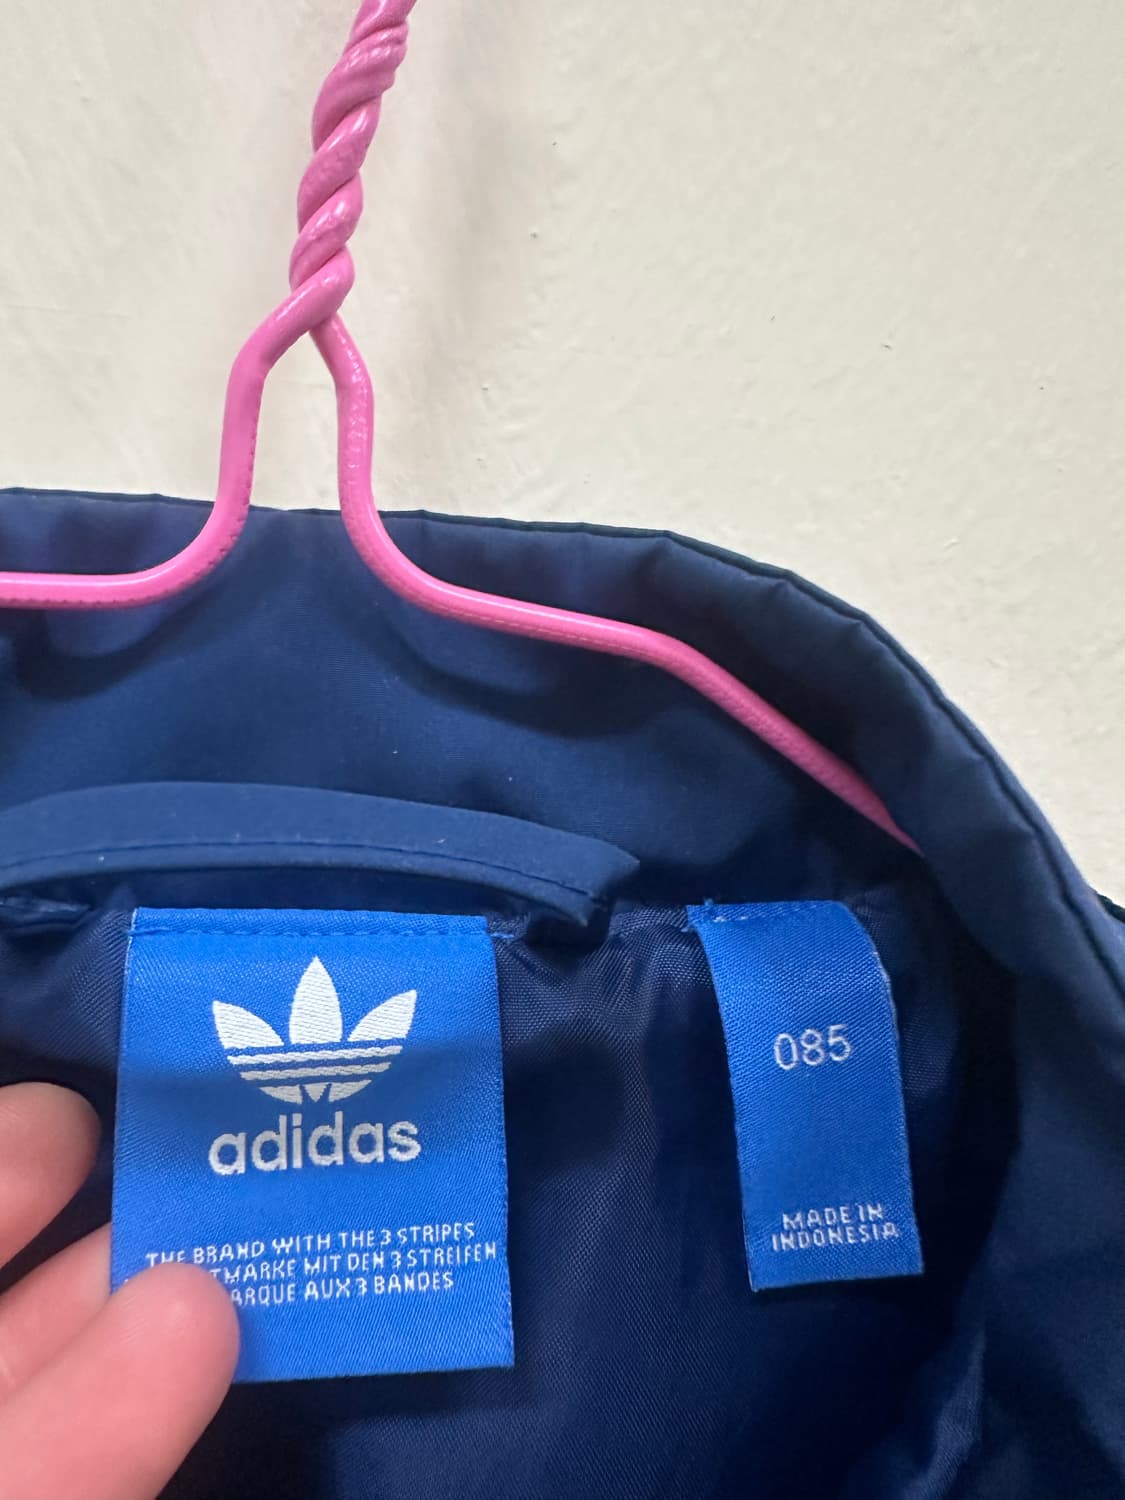 adidas
THE BRAND WITH THE 3 STRIPES
MIT DEN 3 STREIFEN
AUX 3 BANDES
085
MADE IN
INDONESIA